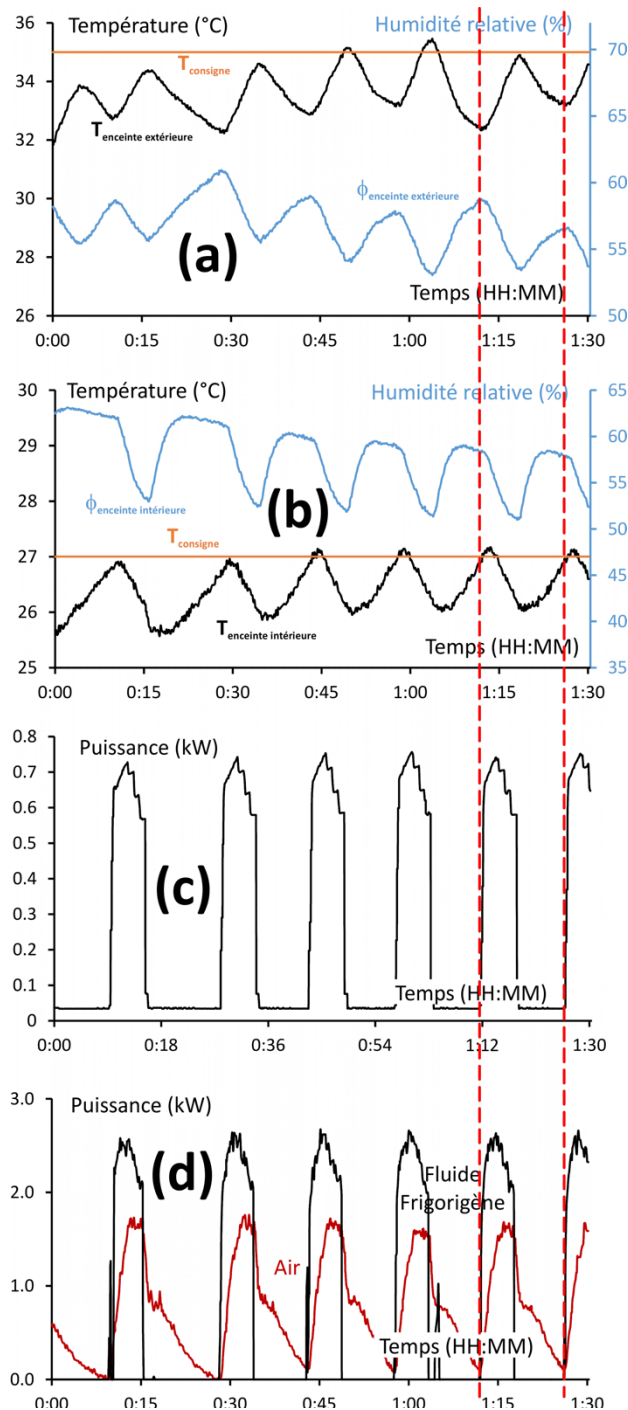 Température (°C)
Humidité relative (%)
36
34
32
30
28
26
70
65
60
55
50
T consigne
T enceinte extérieure
ϕ enceinte extérieure
(a)
Temps (HH:MM)
0:00 0:15 0:30 0:45 1:00 1:15 1:30
Température (°C)
Humidité relative (%)
30
29
28
27
26
25
65
60
55
50
45
40
35
ϕ enceinte intérieure
(b)
T consigne
T enceinte intérieure
Temps (HH:MM)
0:00 0:15 0:30 0:45 1:00 1:15 1:30
Puissance (kW)
0.8
0.7
0.6
0.5
0.4
0.3
0.2
0.1
0
(c)
Temps (HH:MM)
0:00 0:18 0:36 0:54 1:12 1:30
Puissance (kW)
3.0
2.0
1.0
0.0
(d)
Fluide
Frigorigène
Air
Temps (HH:MM)
0:00 0:15 0:30 0:45 1:00 1:15 1:30